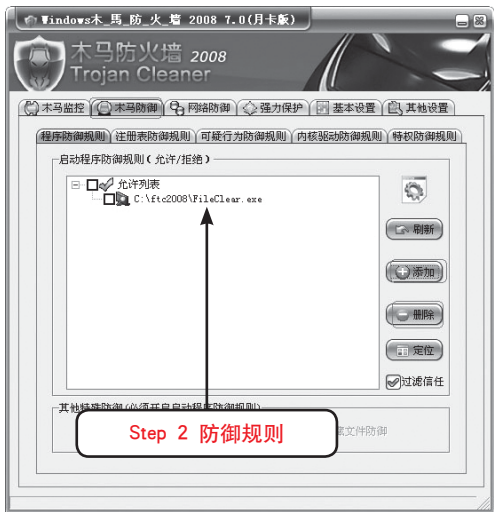 Windows木_馬_防_火_墙 2008 7.0(月卡版)
木马防火墙 2008
Trojan Cleaner
木马监控 木马防御 网络防御 强力保护 基本设置 其他设置
程序防御规则 注册表防御规则 可疑行为防御规则 内核驱动防御规则 特权防御规则
启动程序防御规则(允许/拒绝)
允许列表
C:\ftc2008\FileClear.exe
刷新
添加
删除
定位
过滤信任
其他特殊防御(必须开启启动程序防御规则)
Step 2 防御规则
文件防御